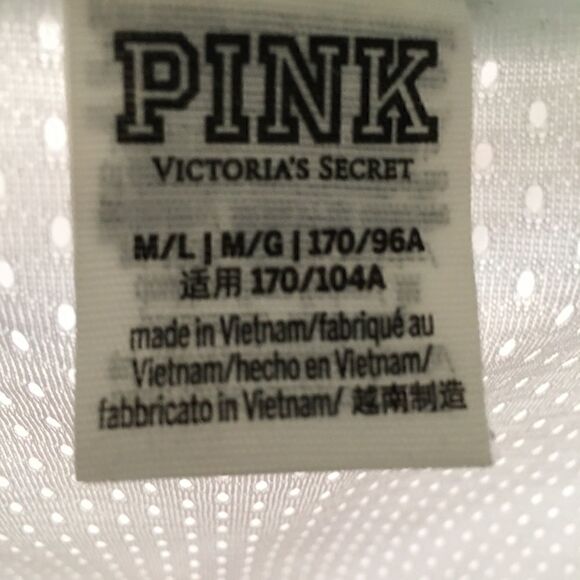 PINK
VICTORIA'S SECRET
M/L | M/G | 170/96A
适用 170/104A
made in Vietnam/fabriqué au
Vietnam/hecho en Vietnam/
fabbricato in Vietnam/ 越南制造